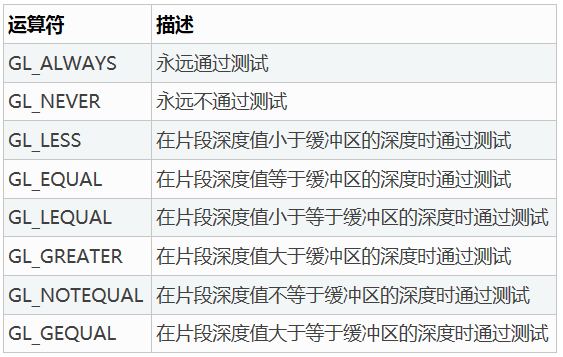 运算符 描述
GL_ALWAYS 永远通过测试
GL_NEVER 永远不通过测试
GL_LESS 在片段深度值小于缓冲区的深度时通过测试
GL_EQUAL 在片段深度值等于缓冲区的深度时通过测试
GL_LEQUAL 在片段深度值小于等于缓冲区的深度时通过测试
GL_GREATER 在片段深度值大于缓冲区的深度时通过测试
GL_NOTEQUAL 在片段深度值不等于缓冲区的深度时通过测试
GL_GEQUAL 在片段深度值大于等于缓冲区的深度时通过测试